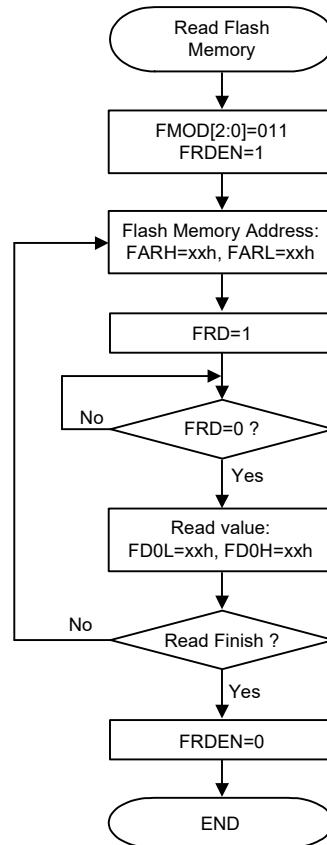 Read Flash
Memory
FMOD[2:0]=011
FRDEN=1
Flash Memory Address:
FARH=xxh, FARL=xxh
FRD=1
No
FRD=0 ?
Yes
Read value:
FD0L=xxh, FD0H=xxh
No
Read Finish ?
Yes
FRDEN=0
END